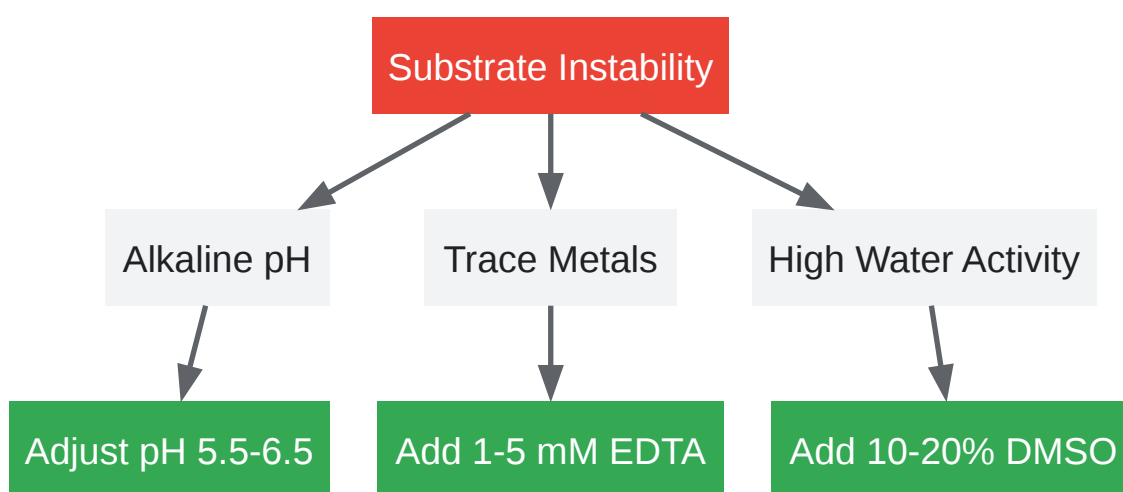 Substrate Instability
Alkaline pH
Trace Metals
High Water Activity
Adjust pH 5.5-6.5
Add 1-5 mM EDTA
Add 10-20% DMSO